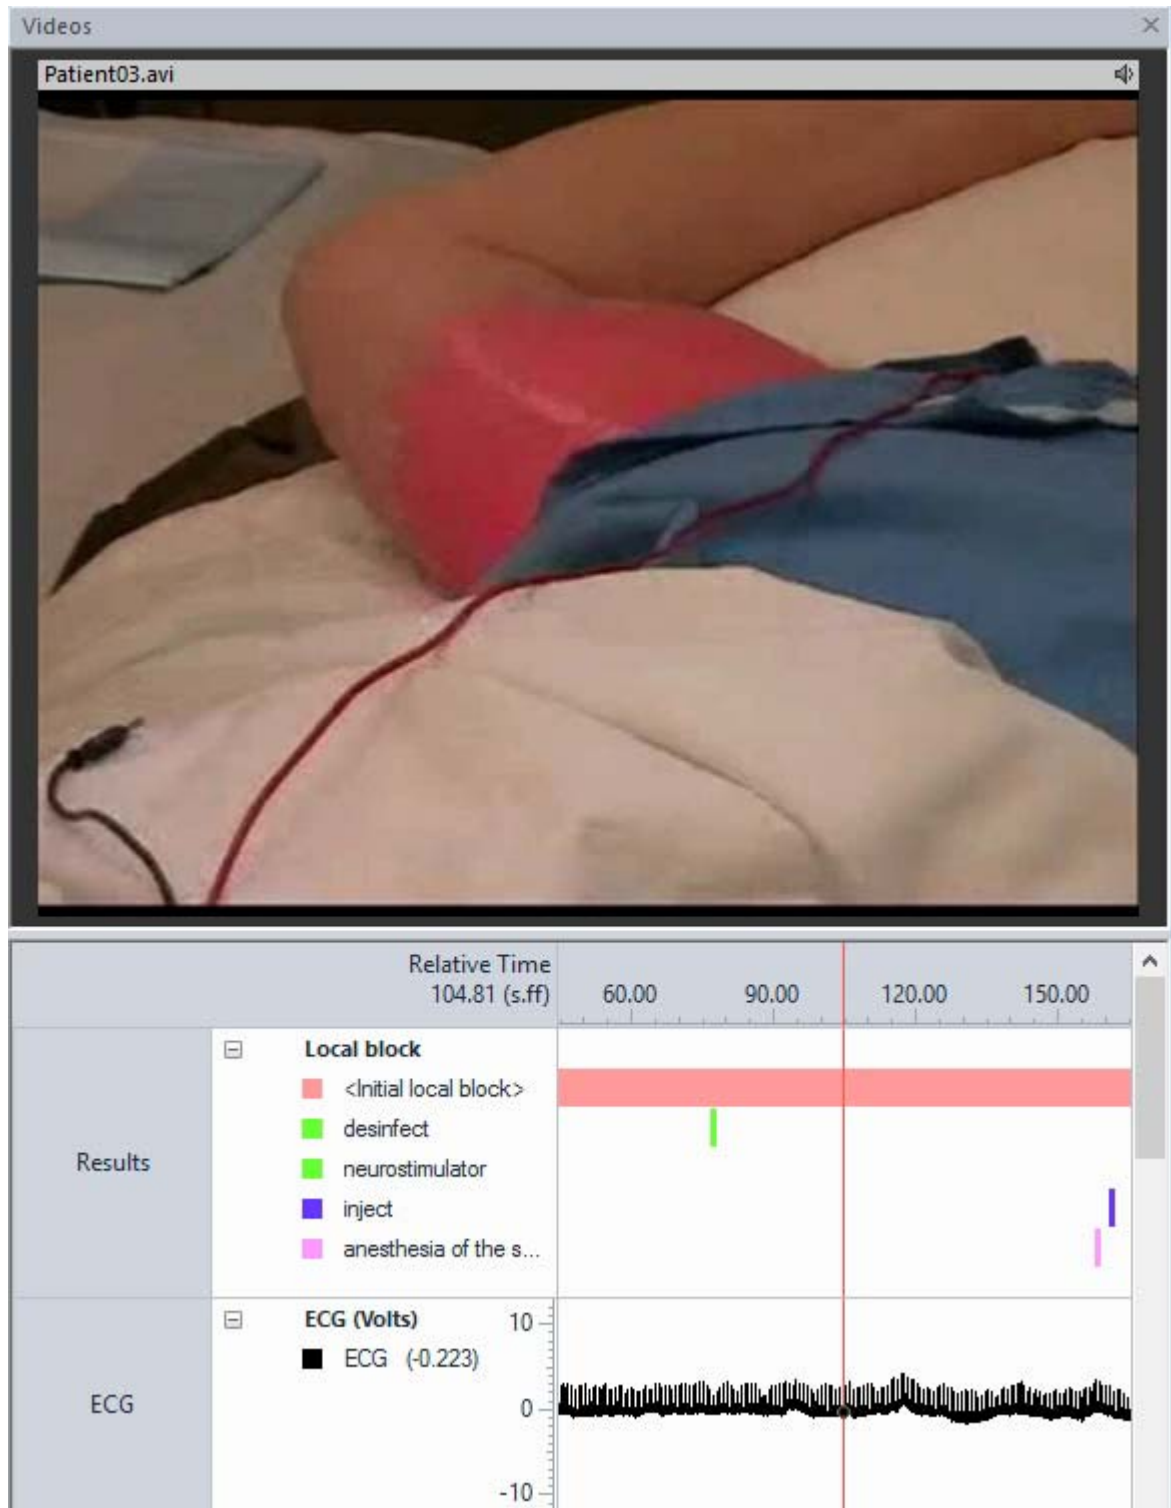 Videos
Patient03.avi
Relative Time
104.81 (s.ff)
60.00 90.00 120.00 150.00
Results
Local block
<Initial local block>
desinfect
neurostimulator
inject
anesthesia of the s...
ECG
ECG (Volts)
ECG (-0.223)
10
0
-10